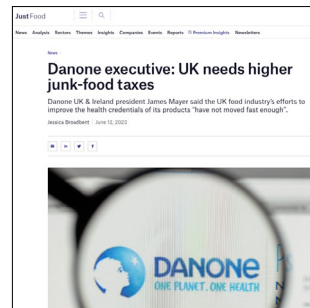 Just Food
News Analysis Sectors Themes Insights Companies Events Reports Premium Insights Newsletters
News
Danone executive: UK needs higher
junk-food taxes
Danone UK & Ireland president James Mayer said the UK food industry's efforts to
improve the health credentials of its products "have not moved fast enough".
Jessica Broadbent June 12, 2023
DANONE
ONE PLANET. ONE HEALTH